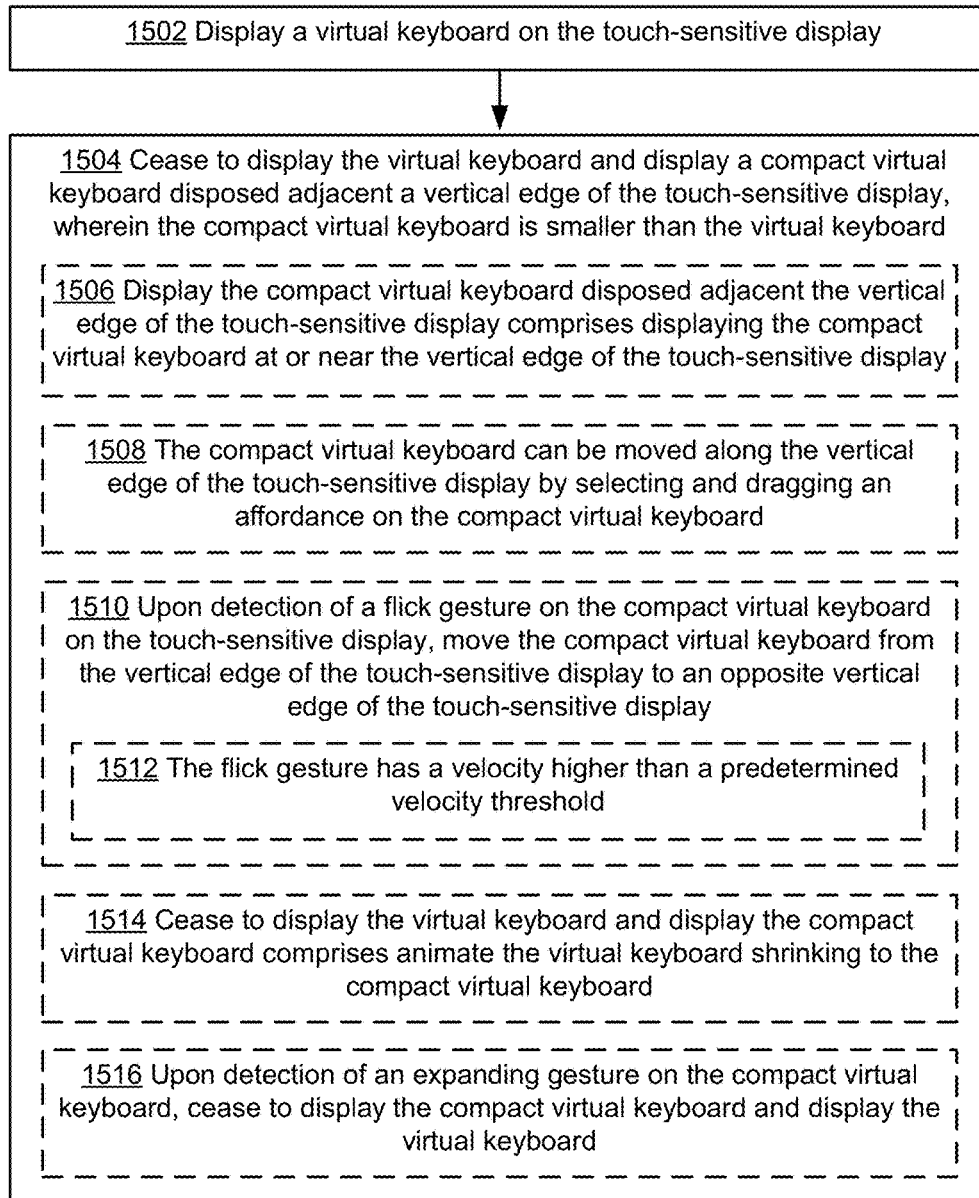 1502 Display a virtual keyboard on the touch-sensitive display
1504 Cease to display the virtual keyboard and display a compact virtual
keyboard disposed adjacent a vertical edge of the touch-sensitive display,
wherein the compact virtual keyboard is smaller than the virtual keyboard
1506 Display the compact virtual keyboard disposed adjacent the vertical
edge of the touch-sensitive display comprises displaying the compact
virtual keyboard at or near the vertical edge of the touch-sensitive display
1508 The compact virtual keyboard can be moved along the vertical
edge of the touch-sensitive display by selecting and dragging an
affordance on the compact virtual keyboard
1510 Upon detection of a flick gesture on the compact virtual keyboard
on the touch-sensitive display, move the compact virtual keyboard from
the vertical edge of the touch-sensitive display to an opposite vertical
edge of the touch-sensitive display
1512 The flick gesture has a velocity higher than a predetermined
velocity threshold
1514 Cease to display the virtual keyboard and display the compact
virtual keyboard comprises animate the virtual keyboard shrinking to the
compact virtual keyboard
1516 Upon detection of an expanding gesture on the compact virtual
keyboard, cease to display the compact virtual keyboard and display the
virtual keyboard